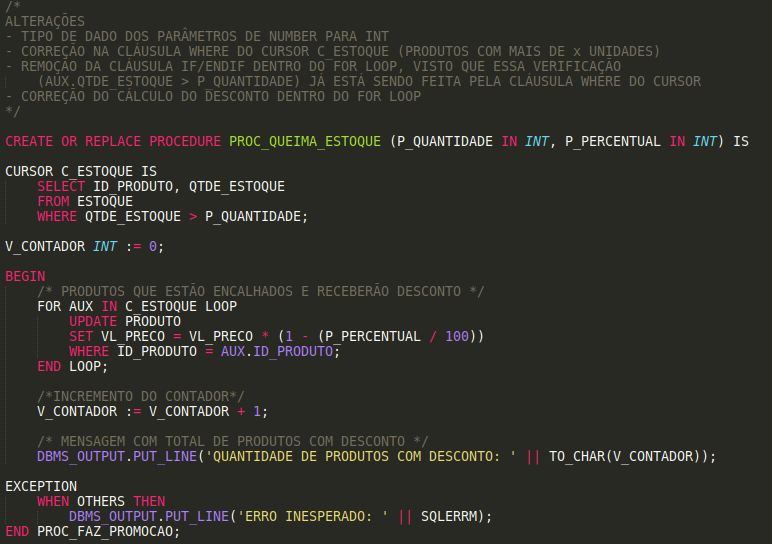 /*
ALTERAÇÕES
- TIPO DE DADO DOS PARÂMETROS DE NUMBER PARA INT
- CORREÇÃO NA CLÁUSULA WHERE DO CURSOR C_ESTOQUE (PRODUTOS COM MAIS DE x UNIDADES)
- REMOÇÃO DA CLÁUSULA IF/ENDIF DENTRO DO FOR LOOP, VISTO QUE ESSA VERIFICAÇÃO
    (AUX.QTDE_ESTOQUE > P_QUANTIDADE) JÁ ESTÁ SENDO FEITA PELA CLÁUSULA WHERE DO CURSOR
- CORREÇÃO DO CÁLCULO DO DESCONTO DENTRO DO FOR LOOP
*/

CREATE OR REPLACE PROCEDURE PROC_QUEIMA_ESTOQUE (P_QUANTIDADE IN INT, P_PERCENTUAL IN INT) IS

CURSOR C_ESTOQUE IS
    SELECT ID_PRODUTO, QTDE_ESTOQUE
    FROM ESTOQUE
    WHERE QTDE_ESTOQUE > P_QUANTIDADE;

V_CONTADOR INT := 0;

BEGIN
    /* PRODUTOS QUE ESTÃO ENCALHADOS E RECEBERÃO DESCONTO */
    FOR AUX IN C_ESTOQUE LOOP
        UPDATE PRODUTO
        SET VL_PRECO = VL_PRECO * (1 - (P_PERCENTUAL / 100))
        WHERE ID_PRODUTO = AUX.ID_PRODUTO;
    END LOOP;

    /*INCREMENTO DO CONTADOR*/
    V_CONTADOR := V_CONTADOR + 1;

    /* MENSAGEM COM TOTAL DE PRODUTOS COM DESCONTO */
    DBMS_OUTPUT.PUT_LINE('QUANTIDADE DE PRODUTOS COM DESCONTO: ' || TO_CHAR(V_CONTADOR));

EXCEPTION
    WHEN OTHERS THEN
        DBMS_OUTPUT.PUT_LINE('ERRO INESPERADO: ' || SQLERRM);
END PROC_FAZ_PROMOCAO;